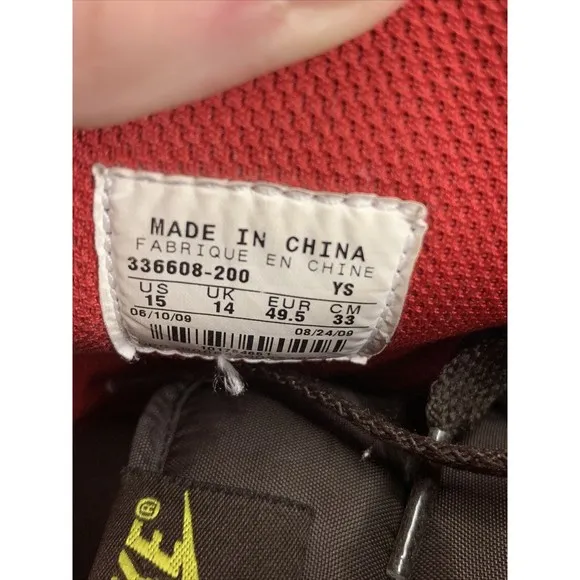 MADE IN CHINA
FABRIQUE EN CHINE
336608-200 YS
US UK EUR CM
15 14 49.5 33
06/10/09 08/24/09
KE®